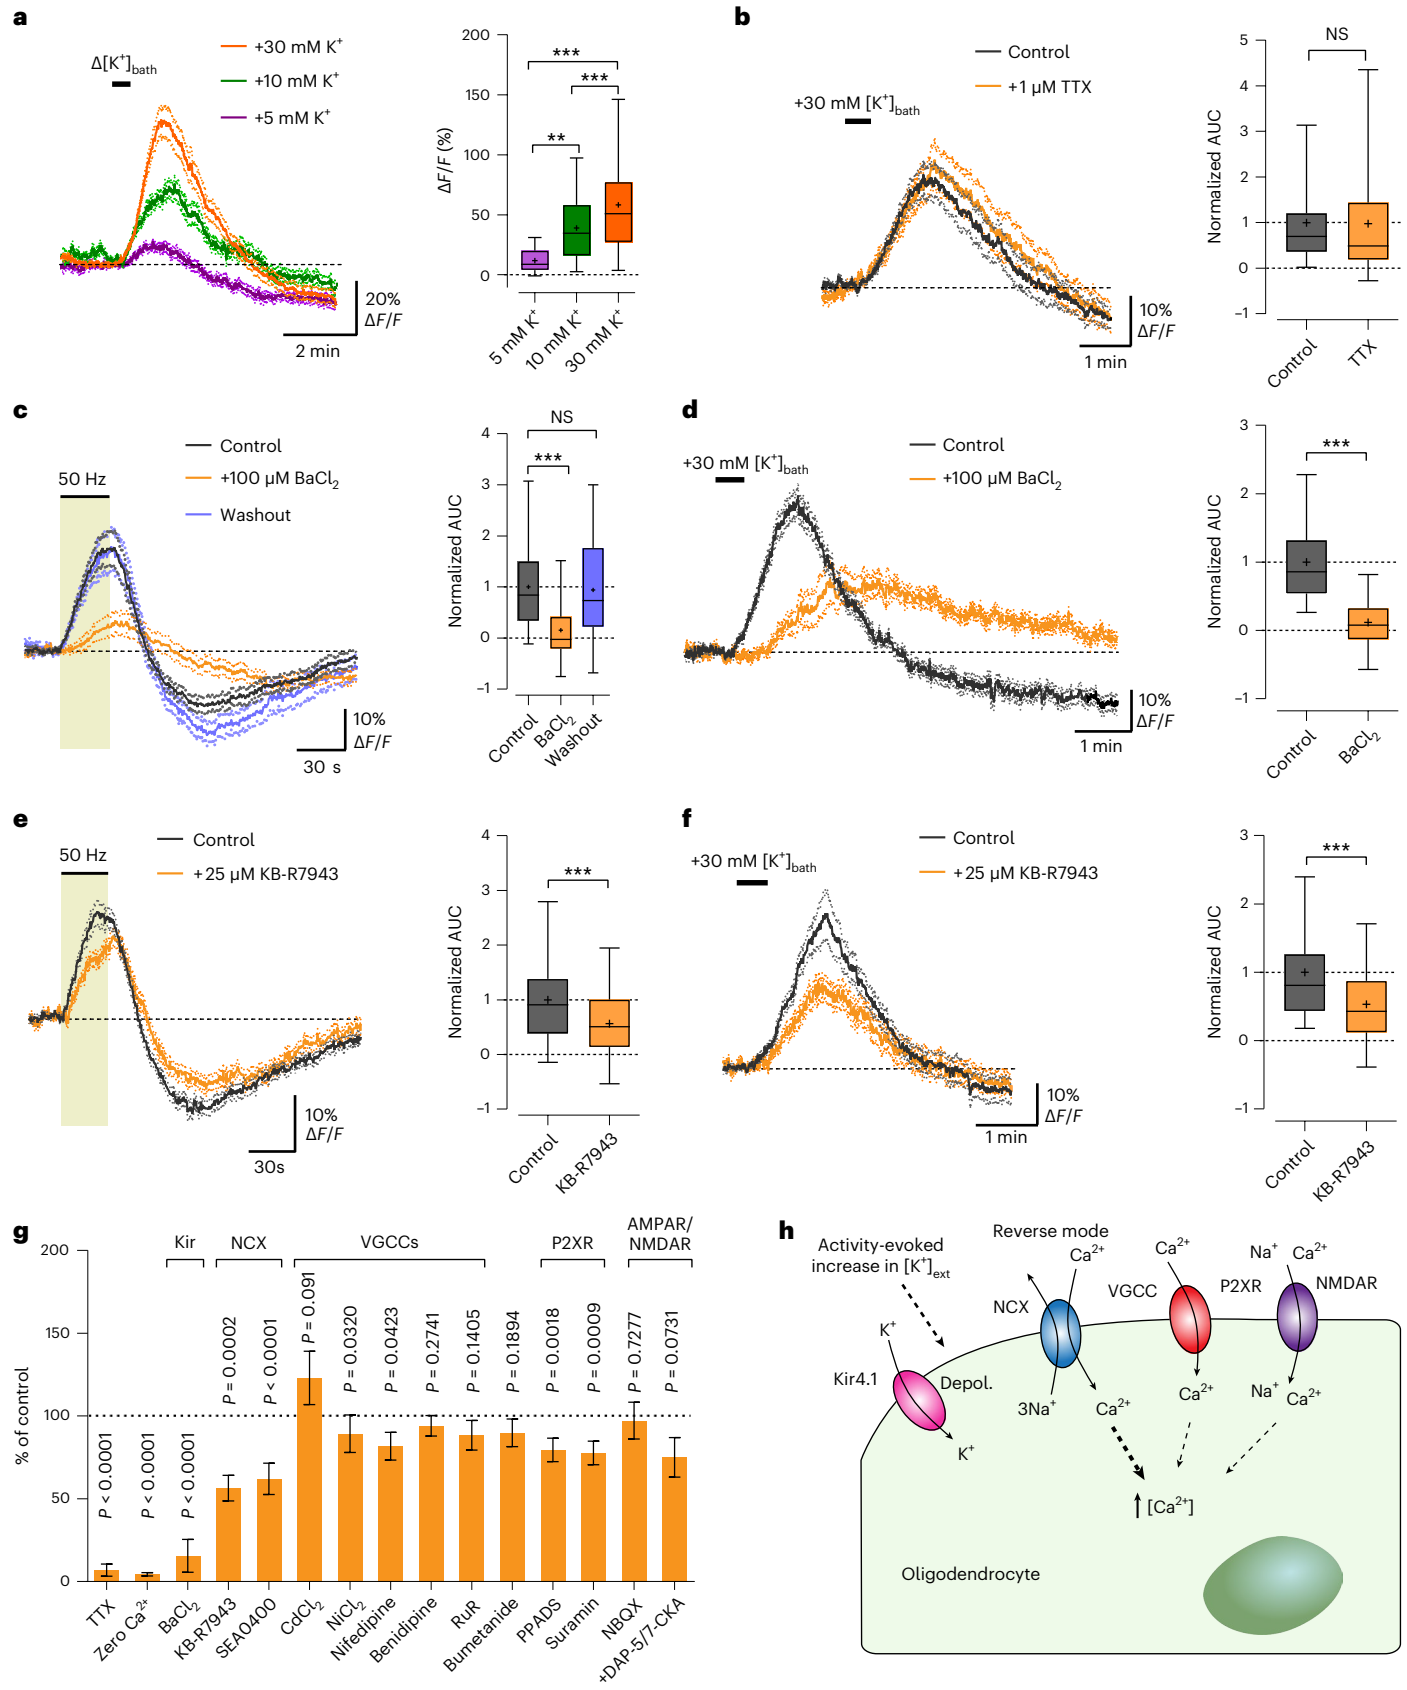 a
Δ[K⁺]bath
+30 mM K⁺
+10 mM K⁺
+5 mM K⁺
20%
ΔF/F
2 min
ΔF/F (%)
200
150
100
50
0
***
***
**
5 mM K⁺
10 mM K⁺
30 mM K⁺
b
Control
+1 µM TTX
+30 mM [K⁺]bath
10%
ΔF/F
1 min
Normalized AUC
5
4
3
2
1
0
–1
NS
Control
TTX
c
Control
+100 µM BaCl₂
Washout
50 Hz
10%
ΔF/F
30 s
Normalized AUC
4
3
2
1
0
–1
NS
***
Control
BaCl₂
Washout
d
Control
+100 µM BaCl₂
+30 mM [K⁺]bath
10%
ΔF/F
1 min
Normalized AUC
3
2
1
0
–1
***
Control
BaCl₂
e
Control
+25 µM KB-R7943
50 Hz
10%
ΔF/F
30s
Normalized AUC
4
3
2
1
0
–1
***
Control
KB-R7943
f
Control
+25 µM KB-R7943
+30 mM [K⁺]bath
10%
ΔF/F
1 min
Normalized AUC
3
2
1
0
–1
***
Control
KB-R7943
g
Kir
NCX
VGCCs
P2XR
AMPAR/
NMDAR
% of control
200
150
100
50
0
P < 0.0001
P < 0.0001
P < 0.0001
P = 0.0002
P < 0.0001
P = 0.091
P = 0.0320
P = 0.0423
P = 0.2741
P = 0.1405
P = 0.1894
P = 0.0018
P = 0.0009
P = 0.7277
P = 0.0731
TTX
Zero Ca²⁺
BaCl₂
KB-R7943
SEA0400
CdCl₂
NiCl₂
Nifedipine
Benidipine
RuR
Bumetanide
PPADS
Suramin
NBQX
+DAP-5/7-CKA
h
Activity-evoked
increase in [K⁺]ext
Reverse mode
Ca²⁺
Ca²⁺
Na⁺
Ca²⁺
NCX
VGCC
P2XR
NMDAR
K⁺
Kir4.1
Depol.
K⁺
3Na⁺
Ca²⁺
Ca²⁺
Na⁺
Ca²⁺
[Ca²⁺]
Oligodendrocyte